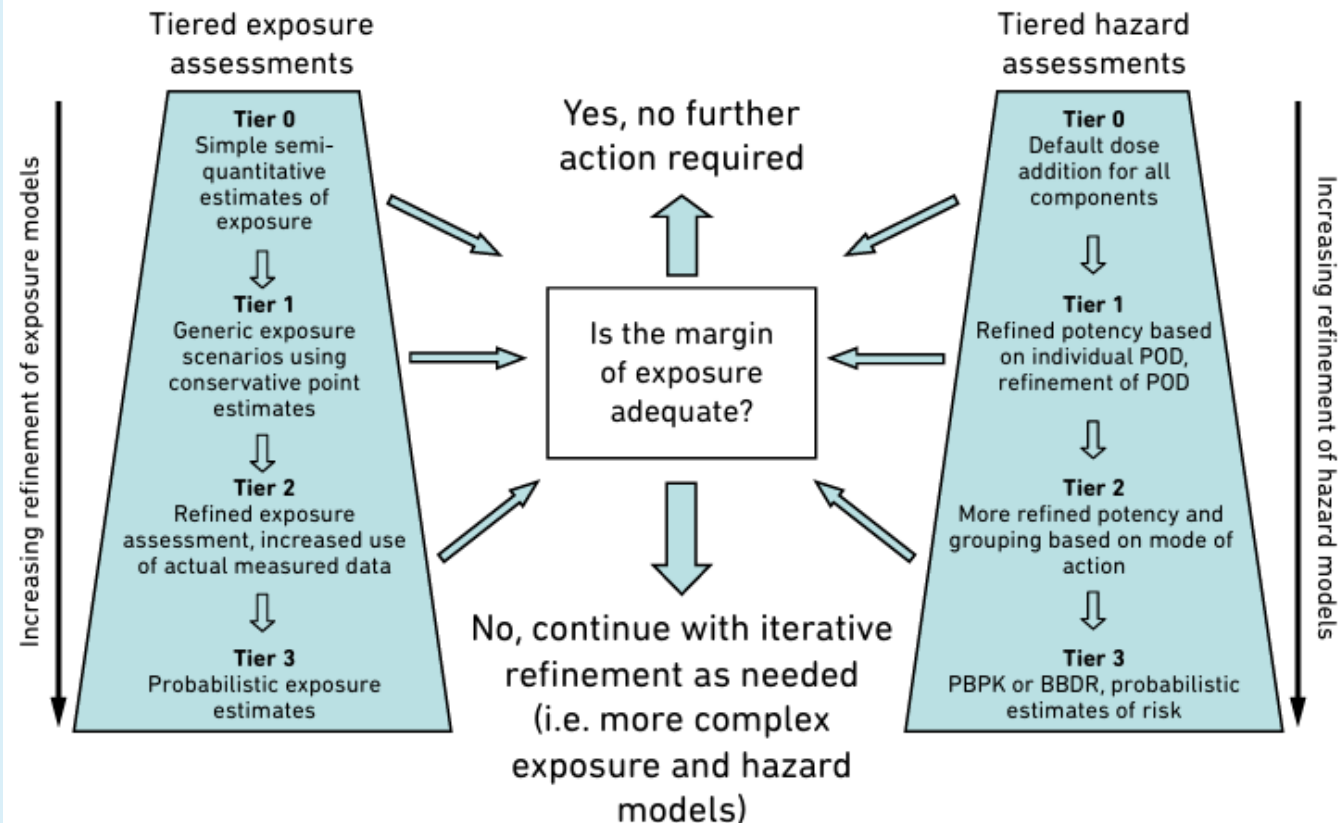 Tiered exposure
assessments
Increasing refinement of exposure models
Tier 0
Simple semi-
quantitative
estimates of
exposure
Tier 1
Generic exposure
scenarios using
conservative point
estimates
Tier 2
Refined exposure
assessment, increased use
of actual measured data
Tier 3
Probabilistic exposure
estimates
Yes, no further
action required
Is the margin
of exposure
adequate?
No, continue with iterative
refinement as needed
(i.e. more complex
exposure and hazard
models)
Tiered hazard
assessments
Tier 0
Default dose
addition for all
components
Tier 1
Refined potency based
on individual POD,
refinement of POD
Tier 2
More refined potency and
grouping based on mode of
action
Tier 3
PBPK or BBDR, probabilistic
estimates of risk
Increasing refinement of hazard models